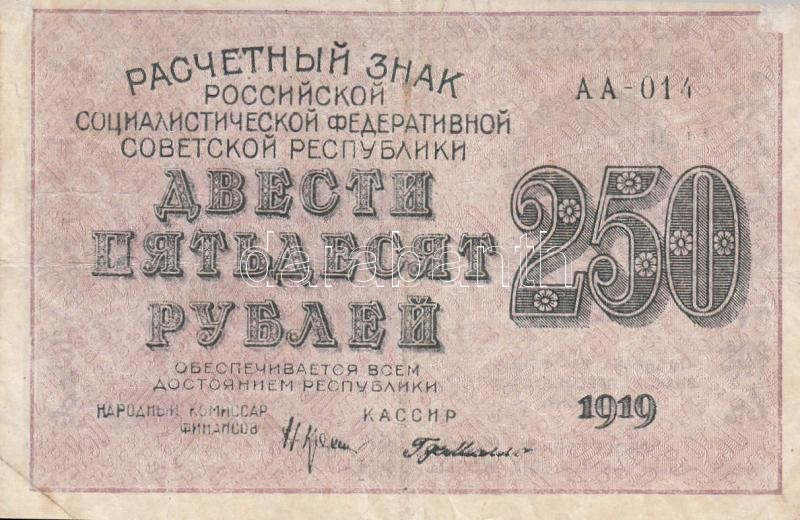 РАСЧЕТНЫЙ ЗНАК
РОССИЙСКОЙ
СОЦИАЛИСТИЧЕСКОЙ ФЕДЕРАТИВНОЙ
СОВЕТСКОЙ РЕСПУБЛИКИ
АА-014
ДВЕСТИ
ПЯТЬДЕСЯТ
РУБЛЕЙ
250
darabanth
ОБЕСПЕЧИВАЕТСЯ ВСЕМ
ДОСТОЯНИЕМ РЕСПУБЛИКИ
НАРОДНЫЙ КОМИССАР
ФИНАНСОВ
КАССИР
1919